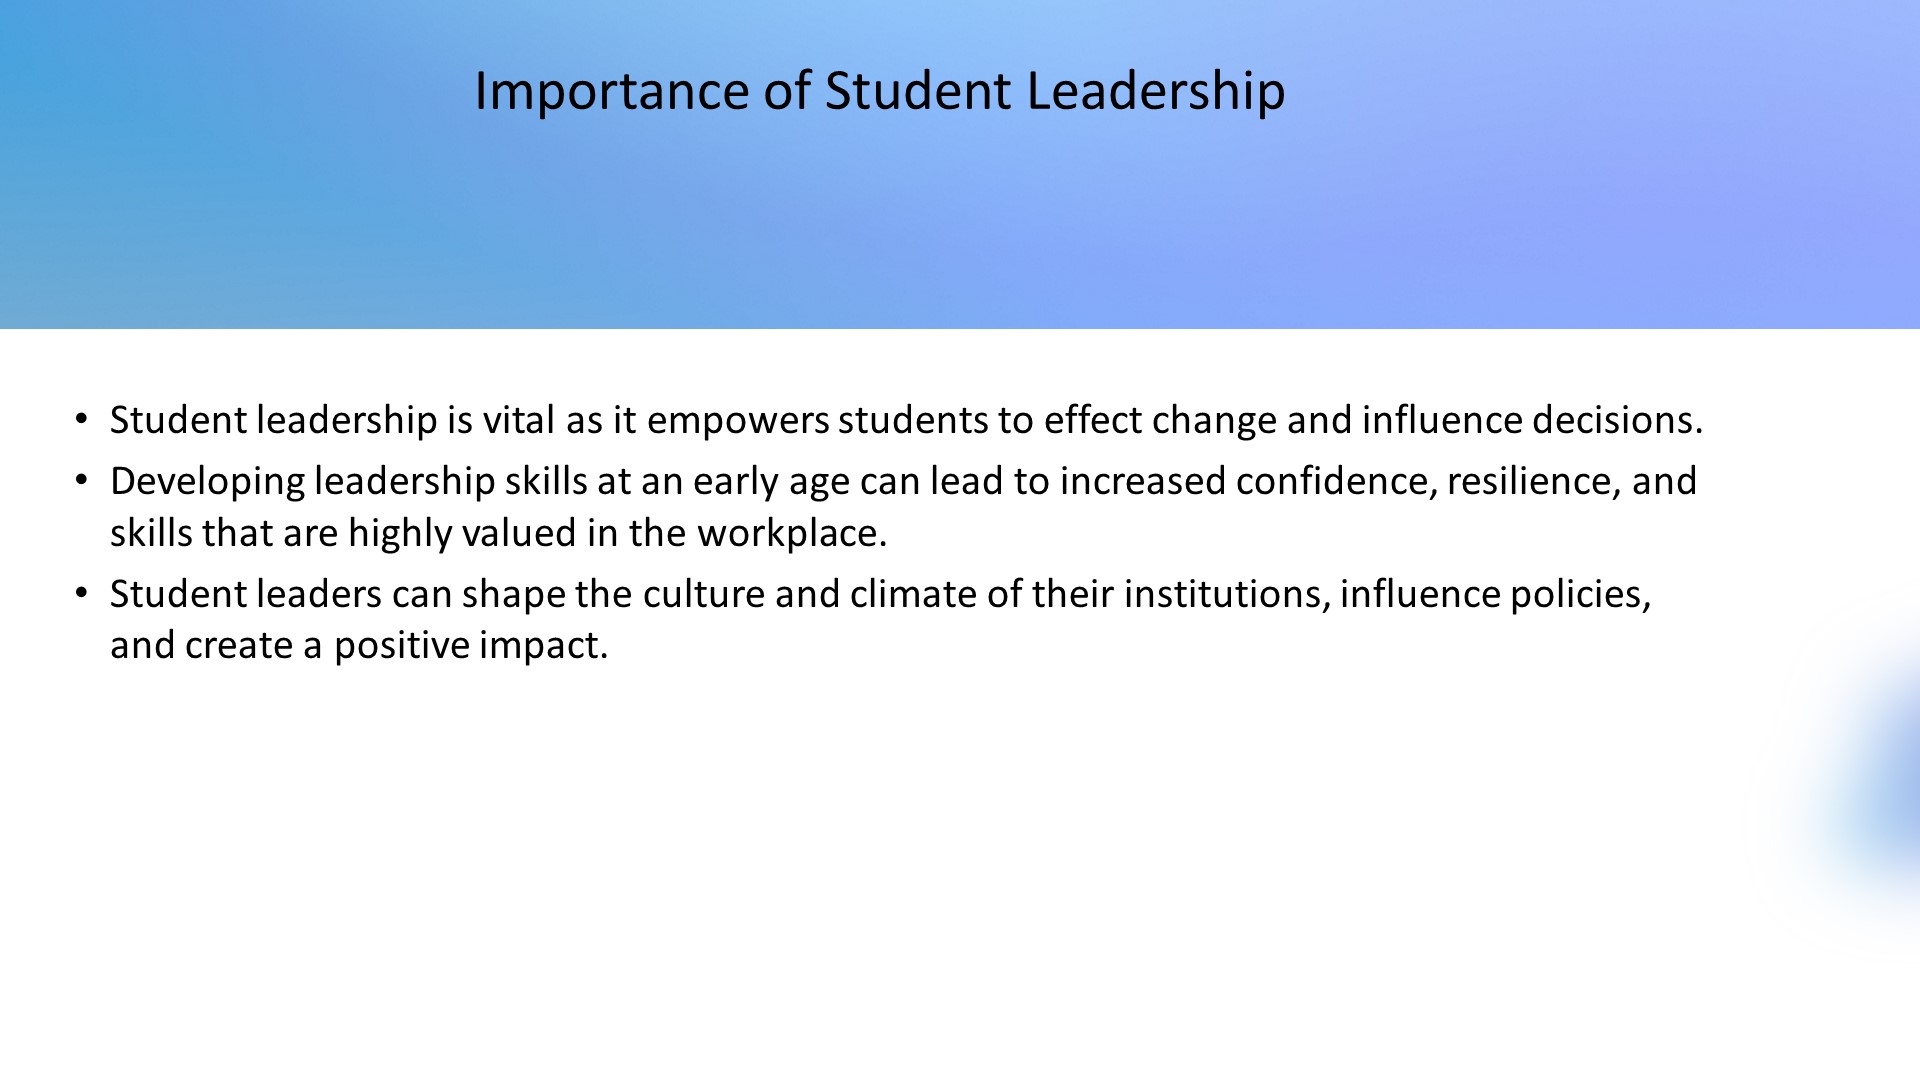 Importance of Student Leadership
• Student leadership is vital as it empowers students to effect change and influence decisions.
• Developing leadership skills at an early age can lead to increased confidence, resilience, and
skills that are highly valued in the workplace.
• Student leaders can shape the culture and climate of their institutions, influence policies,
and create a positive impact.